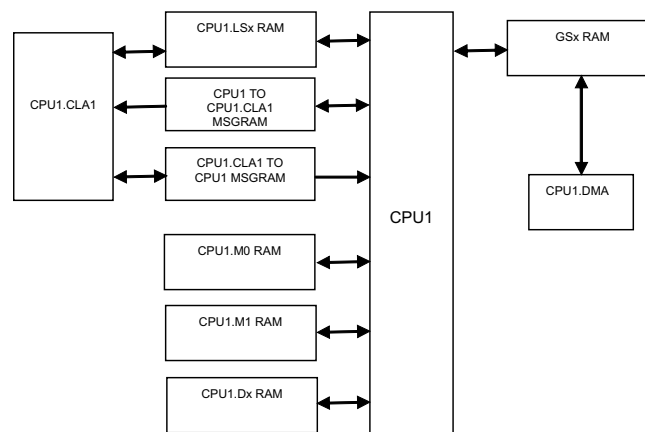 CPU1.LSx RAM
GSx RAM
CPU1.CLA1
CPU1 TO
CPU1.CLA1
MSGRAM
CPU1.CLA1 TO
CPU1 MSGRAM
CPU1.DMA
CPU1
CPU1.M0 RAM
CPU1.M1 RAM
CPU1.Dx RAM